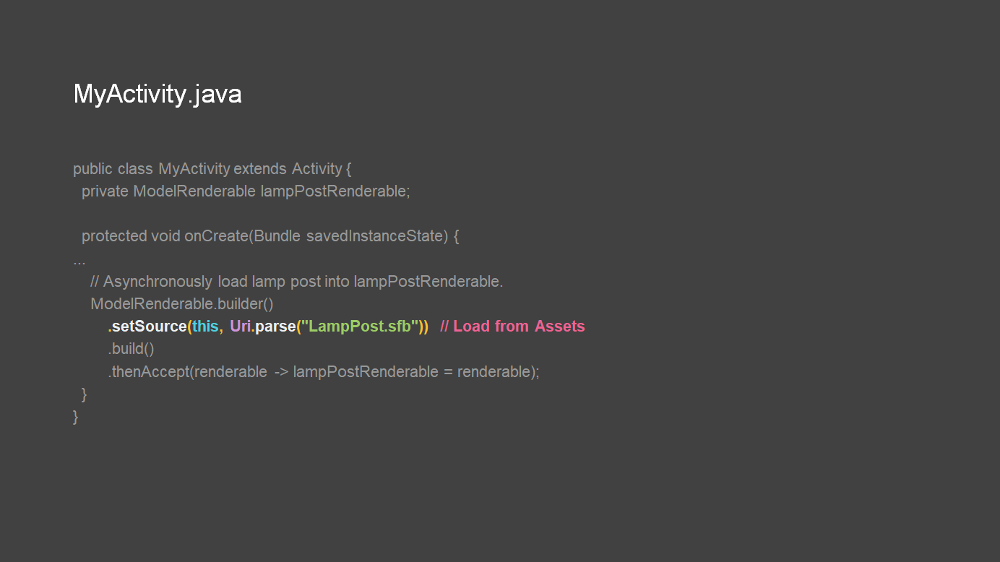 MyActivity.java
public class MyActivity extends Activity {
  private ModelRenderable lampPostRenderable;
  protected void onCreate(Bundle savedInstanceState) {
...
    // Asynchronously load lamp post into lampPostRenderable.
    ModelRenderable.builder()
        .setSource(this, Uri.parse("LampPost.sfb"))  // Load from Assets
        .build()
        .thenAccept(renderable -> lampPostRenderable = renderable);
  }
}